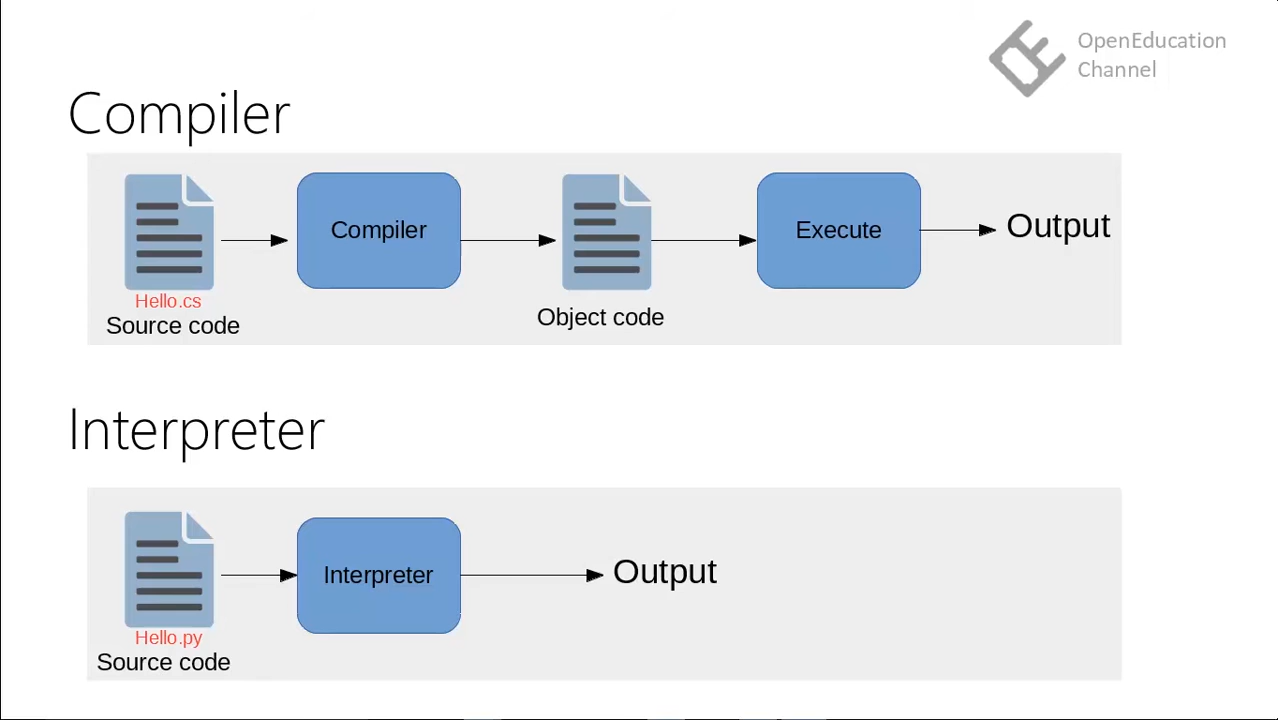 OpenEducation
Channel
Compiler
Compiler
Execute
Output
Hello.cs
Source code
Object code
Interpreter
Interpreter
Output
Hello.py
Source code